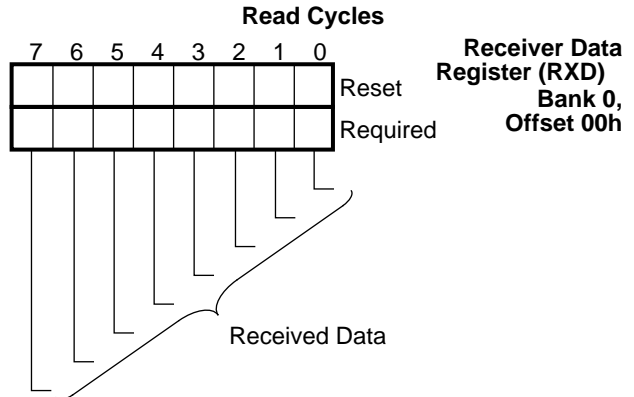 Read Cycles
7 6 5 4 3 2 1 0
Reset
Required
Receiver Data
Register (RXD)
Bank 0,
Offset 00h
Received Data